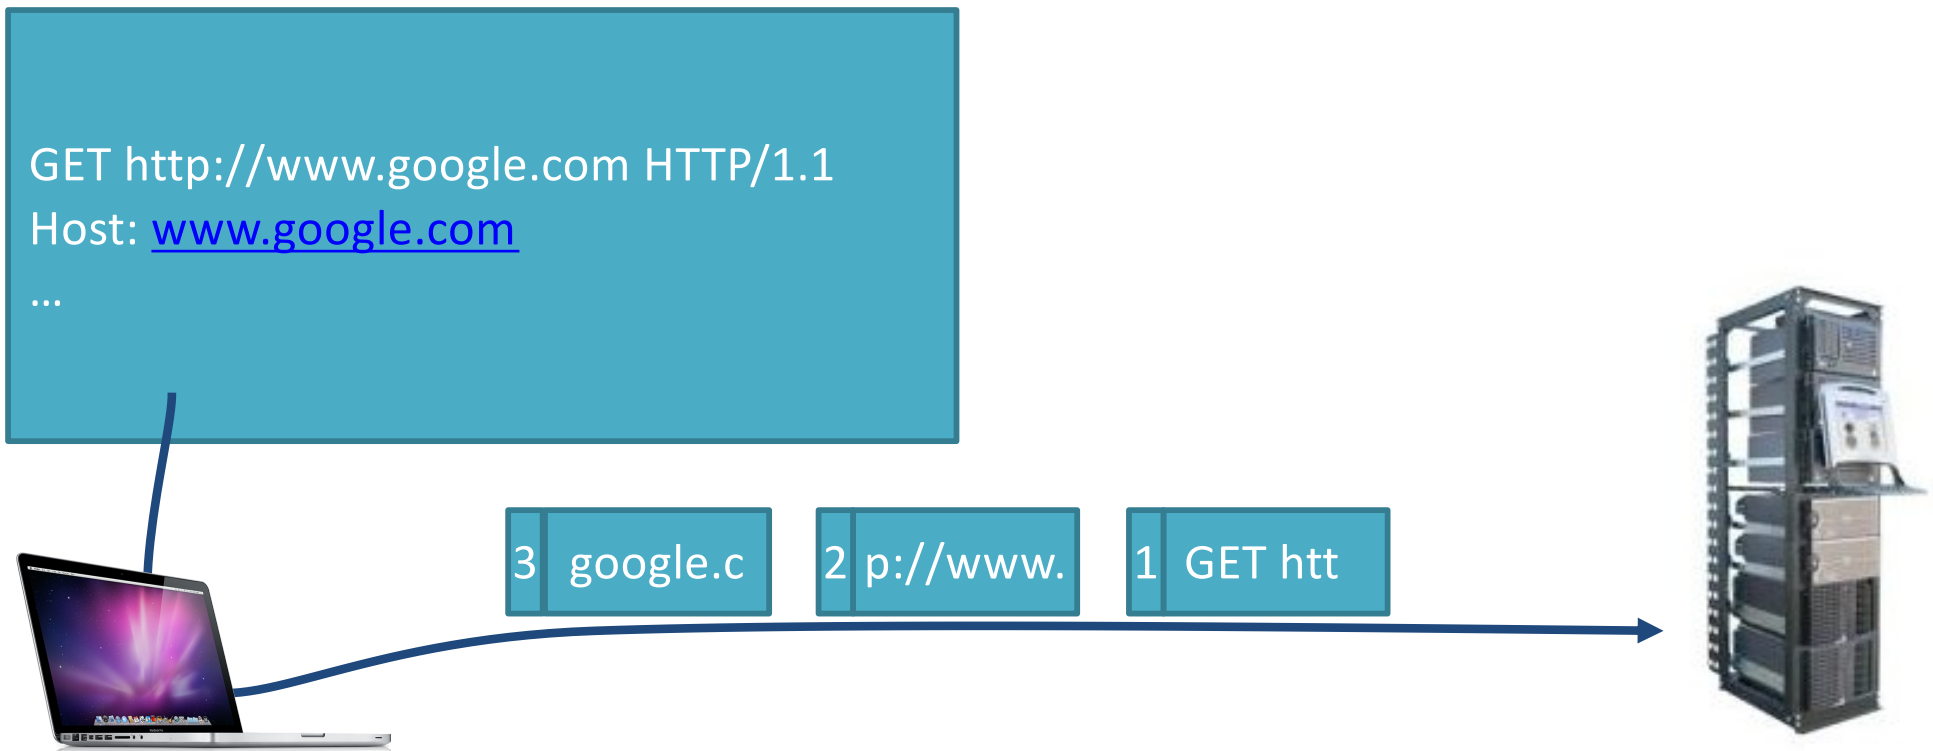 GET http://www.google.com HTTP/1.1
Host: www.google.com
...
3 google.c
2 p://www.
1 GET htt